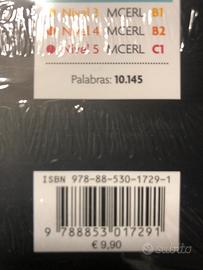 Nivel 3 MCERL B1
Nivel 4 MCERL B2
Nivel 5 MCERL C1
Palabras: 10.145
ISBN 978-88-530-1729-1
9 788853 017291
€ 9,90
subito